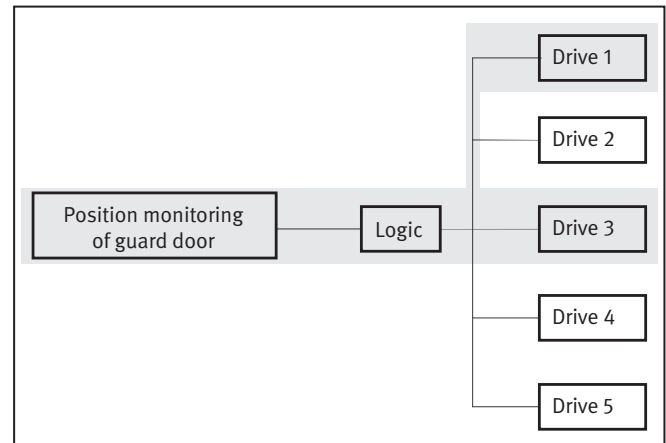 Drive 1
Drive 2
Position monitoring
of guard door
Logic
Drive 3
Drive 4
Drive 5